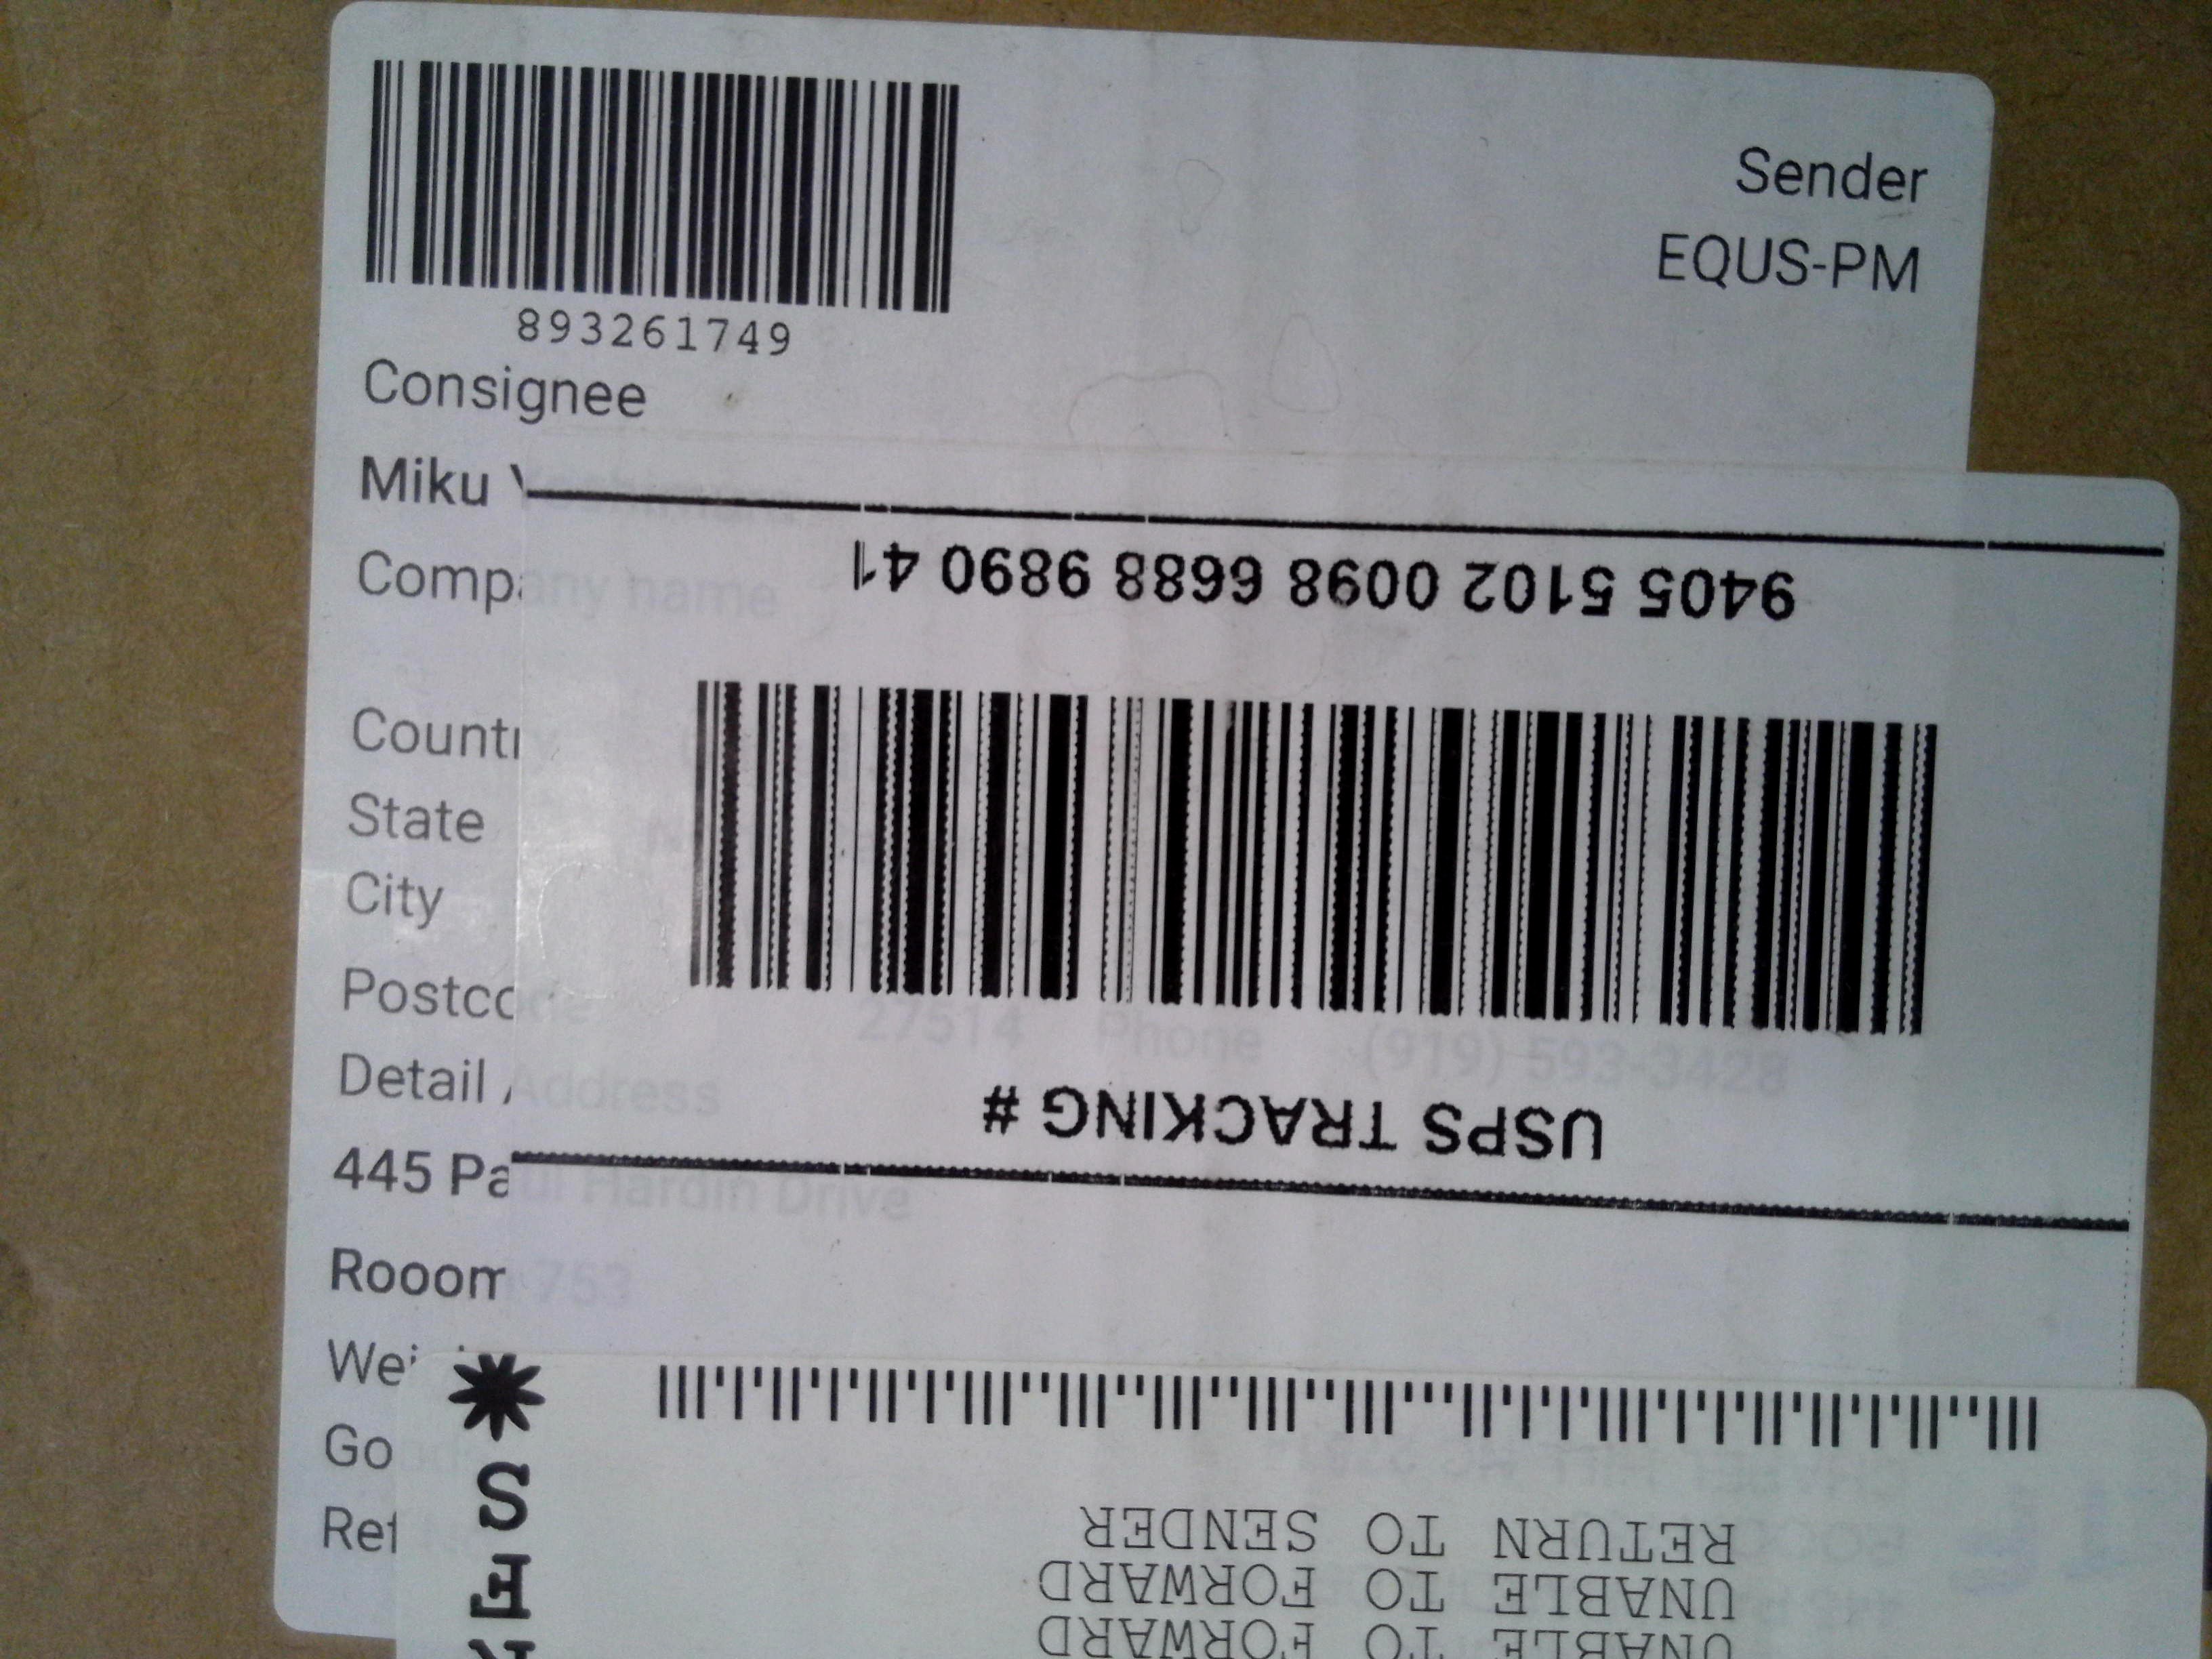 893261749
Sender
EQUS-PM
Consignee
Miku
Company name
9405 5102 0098 6688 9890 41
Country
State
City
Postcode 27514 Phone (919) 593-3428
Detail Address
USPS TRACKING #
445 Paul Hardin Drive
Rooom 753
RETURN TO SENDER
UNABLE TO FORWARD
UNABLE TO FORWARD